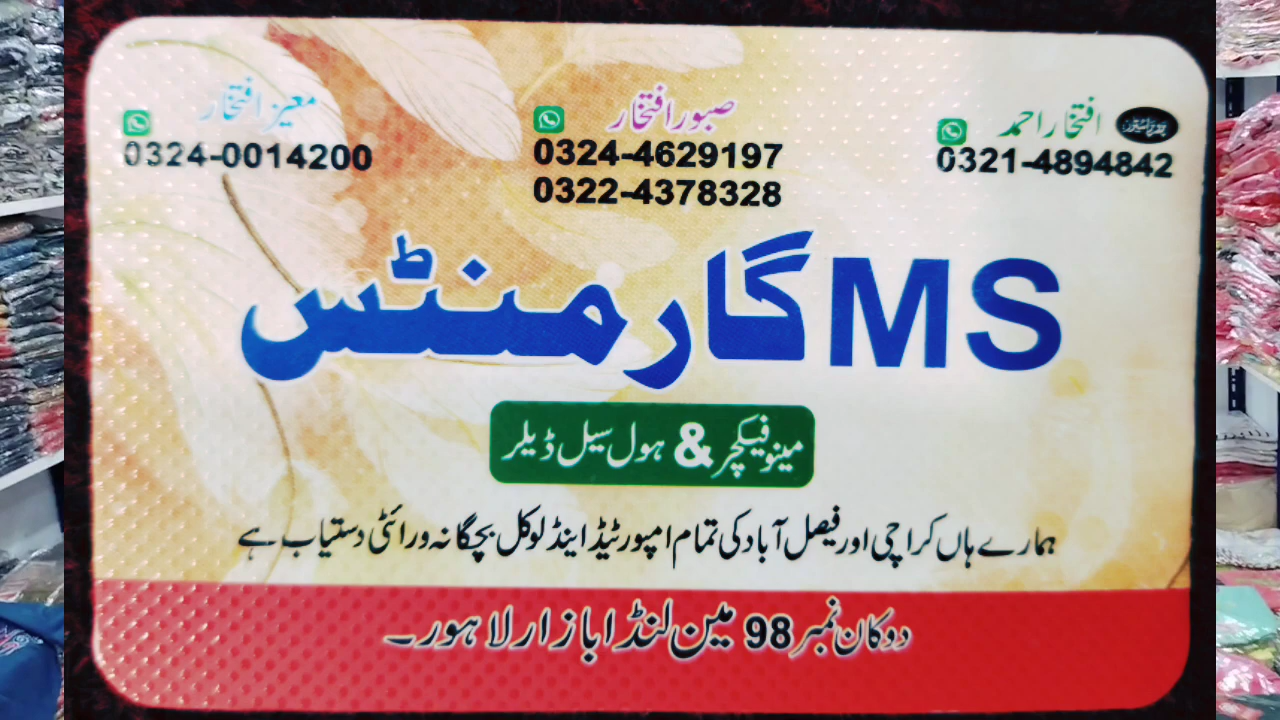 افتخار احمد
0321-4894842
صبور افتخار
0324-4629197
0322-4378328
معیز افتخار
0324-0014200
MS گارمنٹس
مینوفیکچر & ہول سیل ڈیلر
ہمارے ہاں کراچی اور فیصل آباد کی تمام امپورٹیڈ اینڈ لوکل بچگانہ ورائٹی دستیاب ہے
دوکان نمبر 98 مین لنڈا بازار لاہور۔